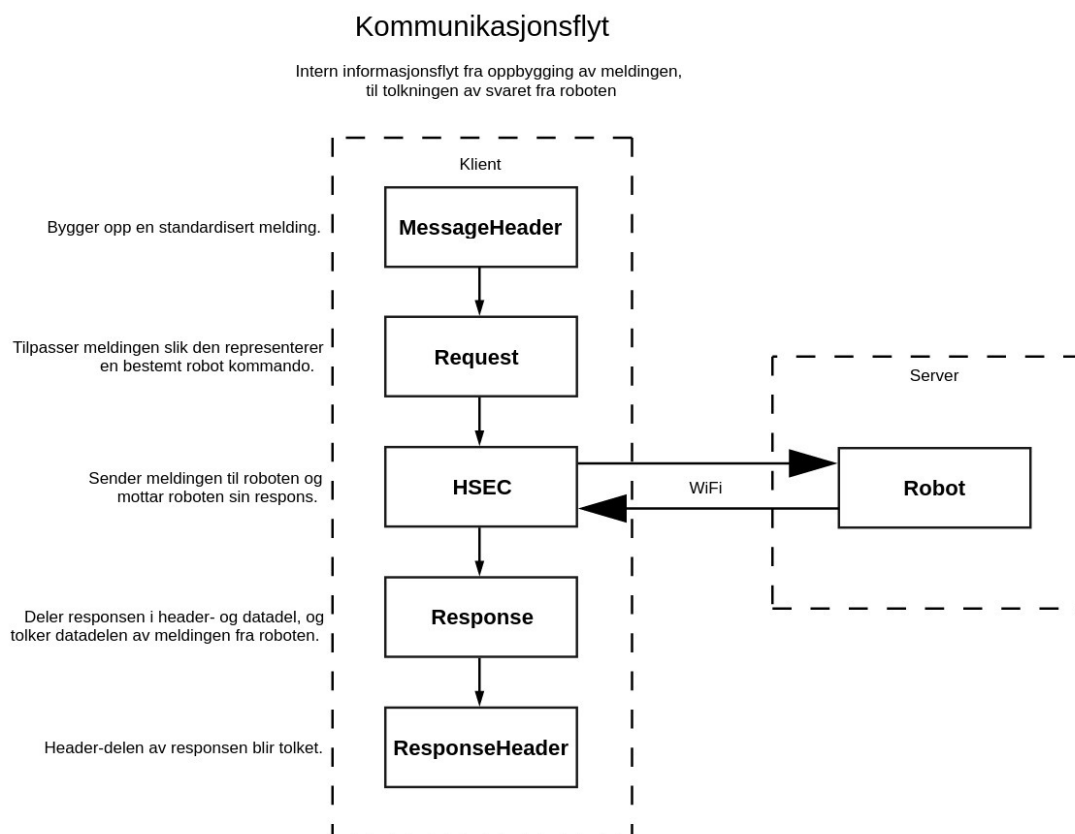 Kommunikasjonsflyt
Intern informasjonsflyt fra oppbygging av meldingen,
til tolkningen av svaret fra roboten
Klient
Bygger opp en standardisert melding.
MessageHeader
Tilpasser meldingen slik den representerer
en bestemt robot kommando.
Request
Server
Sender meldingen til roboten og
mottar roboten sin respons.
HSEC
WiFi
Robot
Deler responsen i header- og datadel, og
tolker datadelen av meldingen fra roboten.
Response
Header-delen av responsen blir tolket.
ResponseHeader